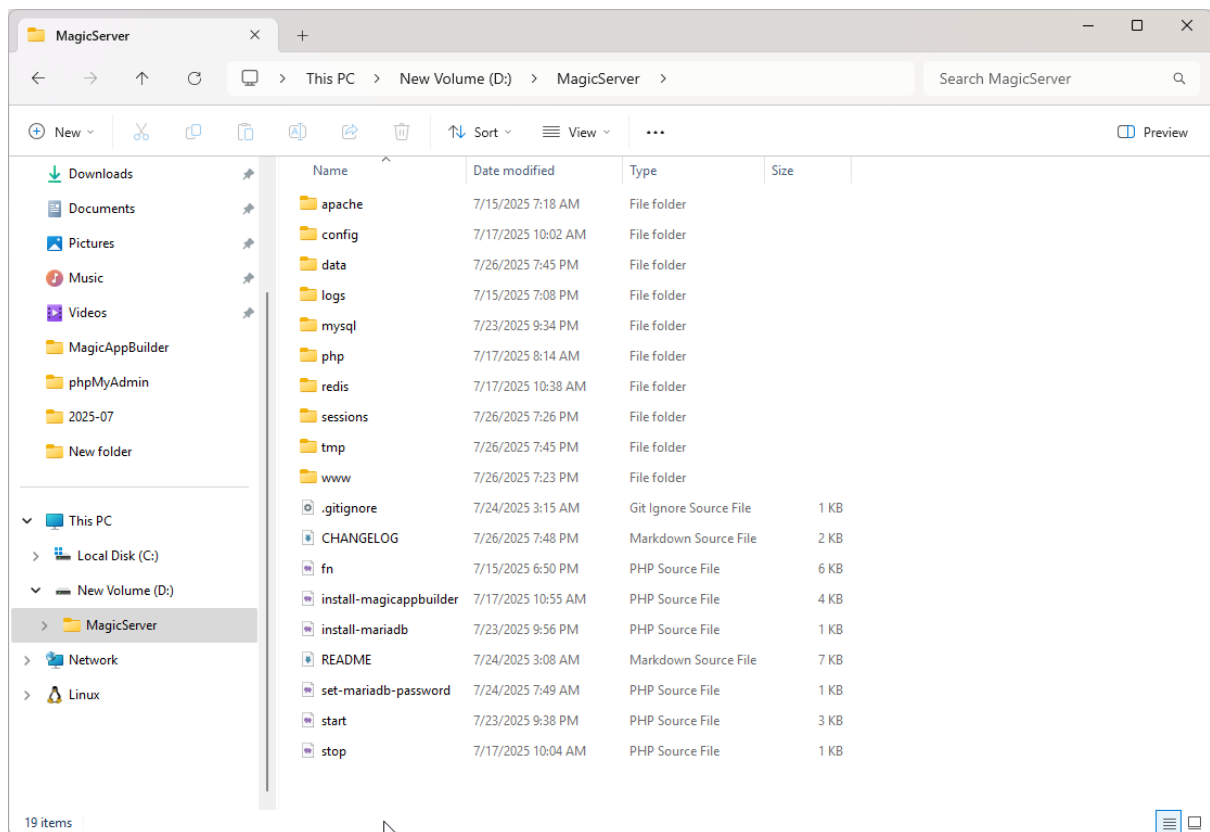 MagicServer
This PC > New Volume (D:) > MagicServer >
Search MagicServer
New
Sort
View
Preview
Downloads
Documents
Pictures
Music
Videos
MagicAppBuilder
phpMyAdmin
2025-07
New folder
This PC
Local Disk (C:)
New Volume (D:)
MagicServer
Network
Linux
Name Date modified Type Size
apache 7/15/2025 7:18 AM File folder
config 7/17/2025 10:02 AM File folder
data 7/26/2025 7:45 PM File folder
logs 7/15/2025 7:08 PM File folder
mysql 7/23/2025 9:34 PM File folder
php 7/17/2025 8:14 AM File folder
redis 7/17/2025 10:38 AM File folder
sessions 7/26/2025 7:26 PM File folder
tmp 7/26/2025 7:45 PM File folder
www 7/26/2025 7:23 PM File folder
.gitignore 7/24/2025 3:15 AM Git Ignore Source File 1 KB
CHANGELOG 7/26/2025 7:48 PM Markdown Source File 2 KB
fn 7/15/2025 6:50 PM PHP Source File 6 KB
install-magicappbuilder 7/17/2025 10:55 AM PHP Source File 4 KB
install-mariadb 7/23/2025 9:56 PM PHP Source File 1 KB
README 7/24/2025 3:08 AM Markdown Source File 7 KB
set-mariadb-password 7/24/2025 7:49 AM PHP Source File 1 KB
start 7/23/2025 9:38 PM PHP Source File 3 KB
stop 7/17/2025 10:04 AM PHP Source File 1 KB
19 items